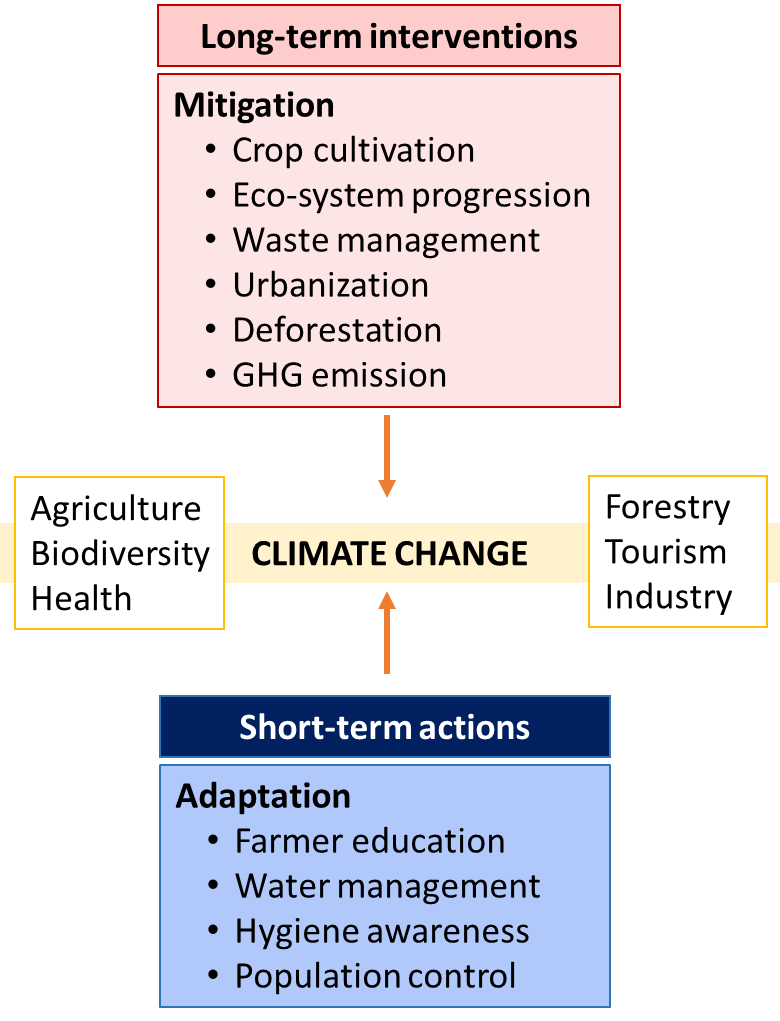 Long-term interventions
Mitigation
• Crop cultivation
• Eco-system progression
• Waste management
• Urbanization
• Deforestation
• GHG emission
Agriculture
Biodiversity
Health
CLIMATE CHANGE
Forestry
Tourism
Industry
Short-term actions
Adaptation
• Farmer education
• Water management
• Hygiene awareness
• Population control